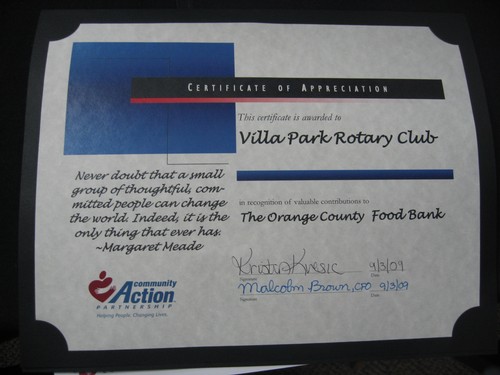 CERTIFICATE OF APPRECIATION
This certificate is awarded to
Villa Park Rotary Club
Never doubt that a small
group of thoughtful, com-
mitted people can change
the world. Indeed, it is the
only thing that ever has.
~Margaret Meade
in recognition of valuable contributions to
The Orange County Food Bank
9/3/09
Signature
Date
Malcolm Brown, CFO 9/3/09
Signature
Date
community
Action
PARTNERSHIP
Helping People. Changing Lives.